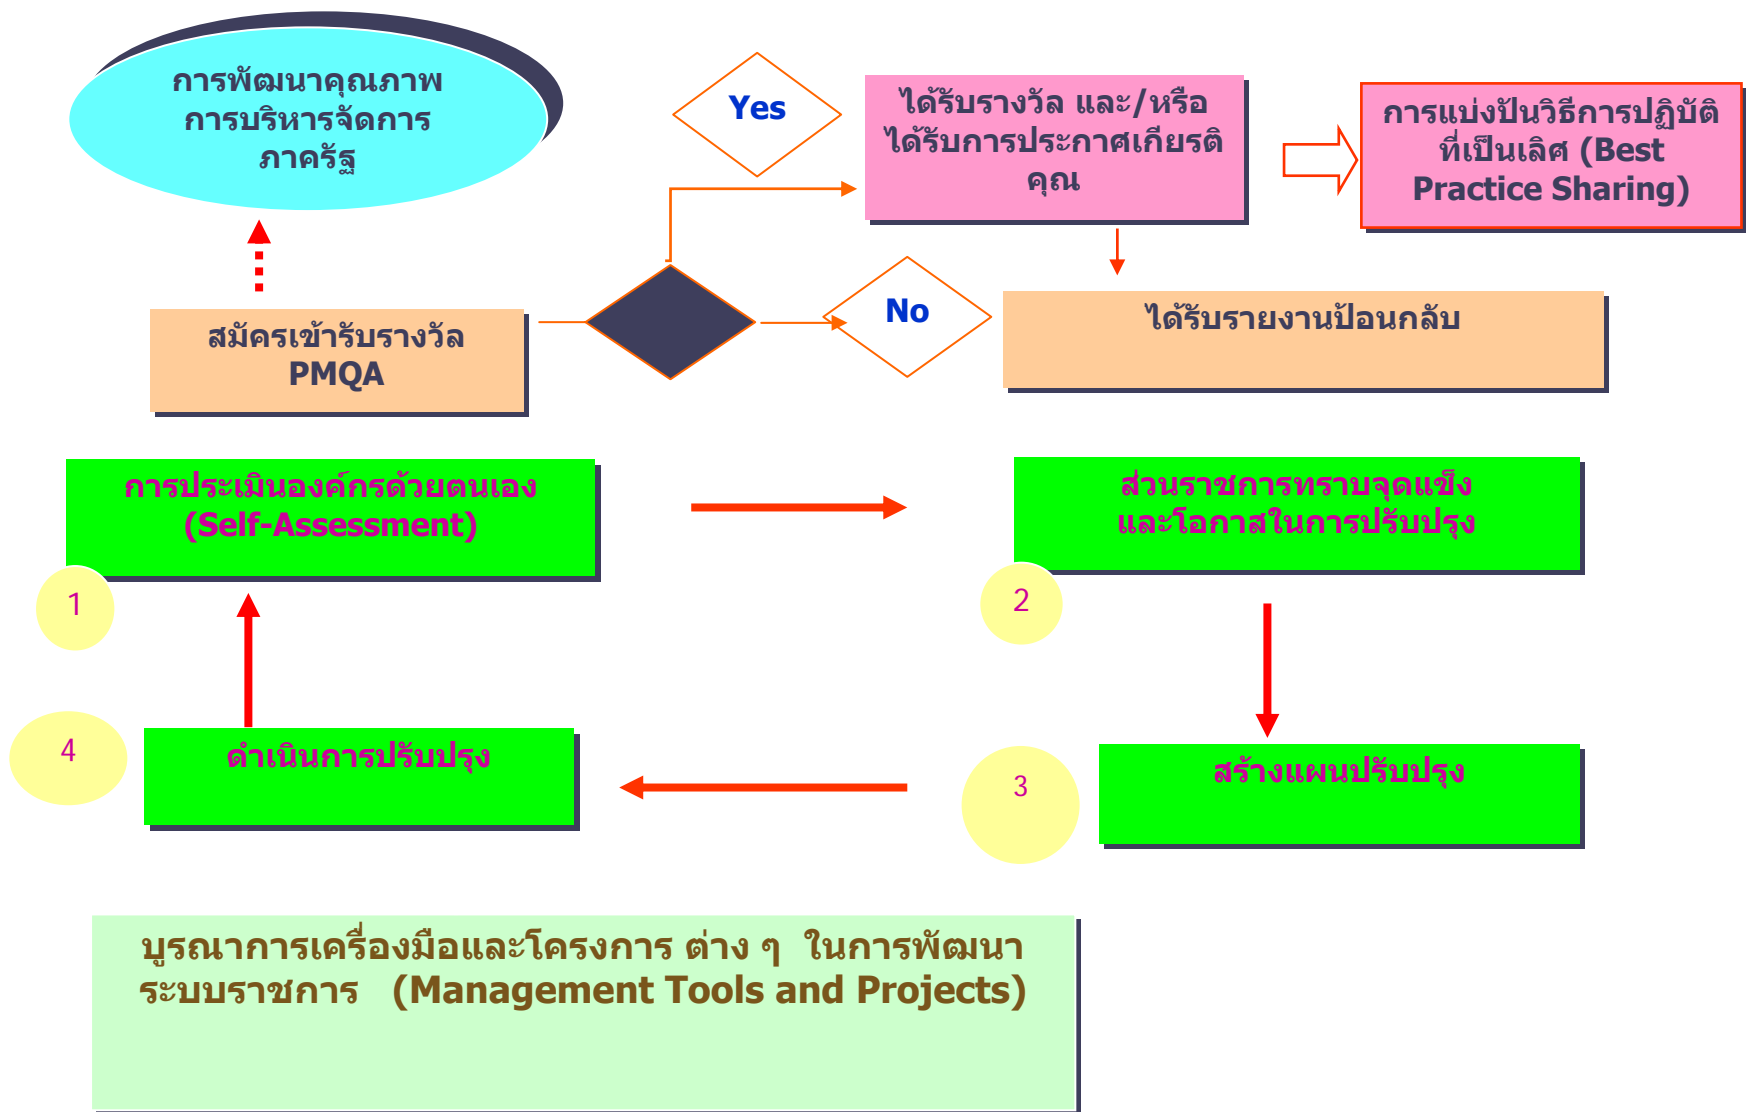 การพัฒนาคุณภาพ
การบริหารจัดการ
ภาครัฐ
Yes
ได้รับรางวัล และ/หรือ
ได้รับการประกาศเกียรติ
คุณ
การแบ่งปันวิธีการปฏิบัติ
ที่เป็นเลิศ (Best
Practice Sharing)
สมัครเข้ารับรางวัล
PMQA
No
ได้รับรายงานป้อนกลับ
การประเมินองค์กรด้วยตนเอง
(Self-Assessment)
1
ส่วนราชการทราบจุดแข็ง
และโอกาสในการปรับปรุง
2
4
ดำเนินการปรับปรุง
3
สร้างแผนปรับปรุง
บูรณาการเครื่องมือและโครงการ ต่าง ๆ ในการพัฒนา
ระบบราชการ (Management Tools and Projects)